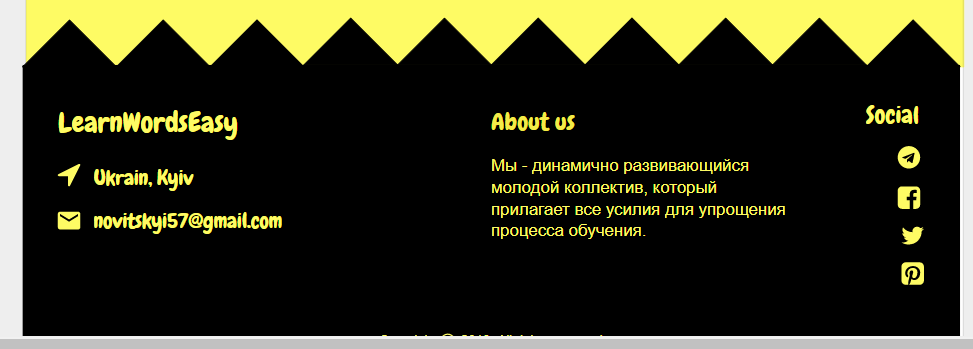 LearnWordsEasy
Ukrain, Kyiv
novitskyi57@gmail.com
About us
Мы - динамично развивающийся
молодой коллектив, который
прилагает все усилия для упрощения
процесса обучения.
Social